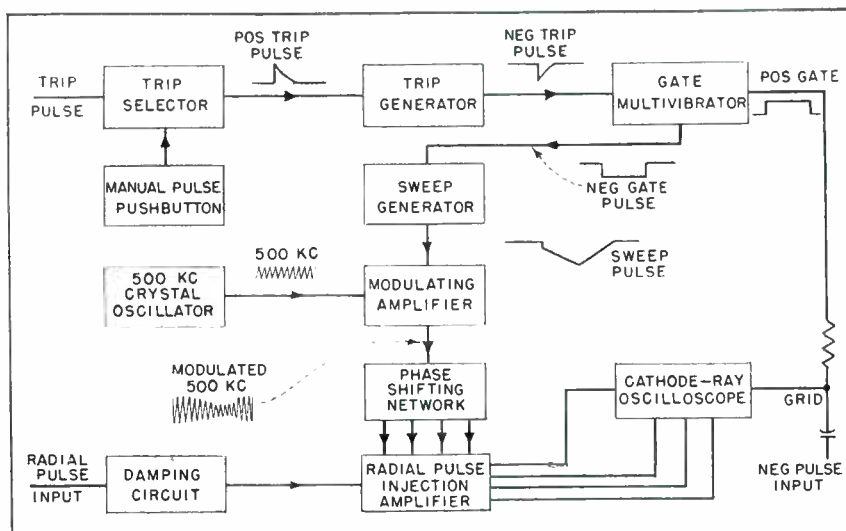 POS TRIP
PULSE
NEG TRIP
PULSE
TRIP
PULSE
TRIP
SELECTOR
TRIP
GENERATOR
GATE
MULTIVIBRATOR
POS GATE
MANUAL PULSE
PUSHBUTTON
SWEEP
GENERATOR
NEG GATE
PULSE
500 KC
SWEEP
PULSE
500 KC
CRYSTAL
OSCILLATOR
MODULATING
AMPLIFIER
MODULATED
500 KC
PHASE
SHIFTING
NETWORK
CATHODE-RAY
OSCILLOSCOPE
GRID
RADIAL
PULSE
INPUT
DAMPING
CIRCUIT
RADIAL PULSE
INJECTION
AMPLIFIER
NEG PULSE
INPUT